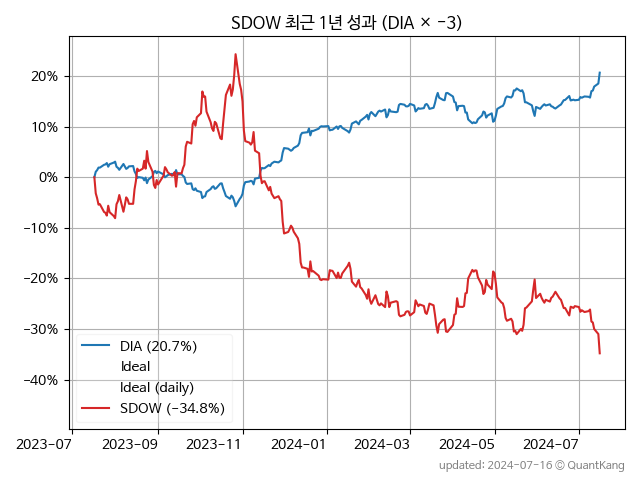 SDOW 최근 1년 성과 (DIA × −3)
20%
10%
0%
−10%
−20%
−30%
−40%
DIA (20.7%)
Ideal
Ideal (daily)
SDOW (−34.8%)
2023−07
2023−09
2023−11
2024−01
2024−03
2024−05
2024−07
updated: 2024−07−16 © QuantKang